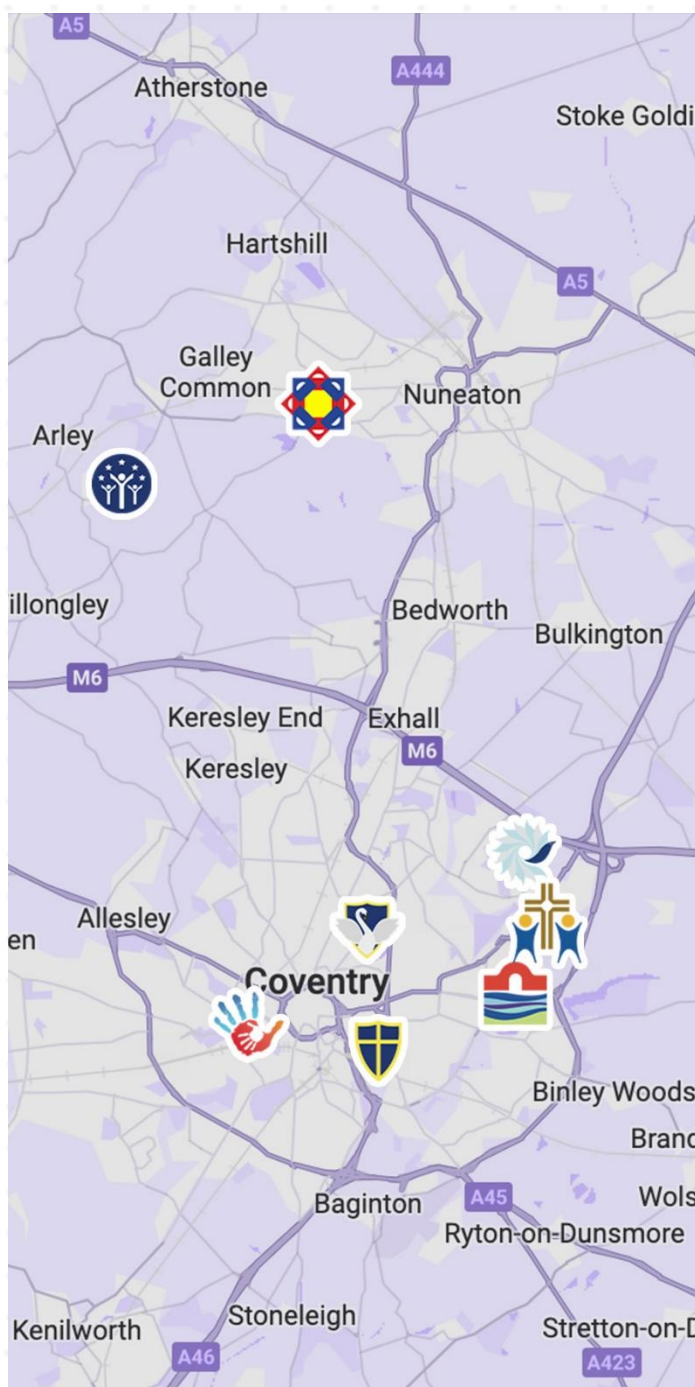 A5
A444
Atherstone
Stoke Goldi
Hartshill
A5
Galley
Common
Nuneaton
Arley
illongley
Bedworth
Bulkington
M6
Keresley End
Exhall
M6
Keresley
Allesley
en
Coventry
Binley Woods
Branc
A45
Wols
Baginton
Ryton-on-Dunsmore
Stoneleigh
Kenilworth
Stretton-on-D
A46
A423